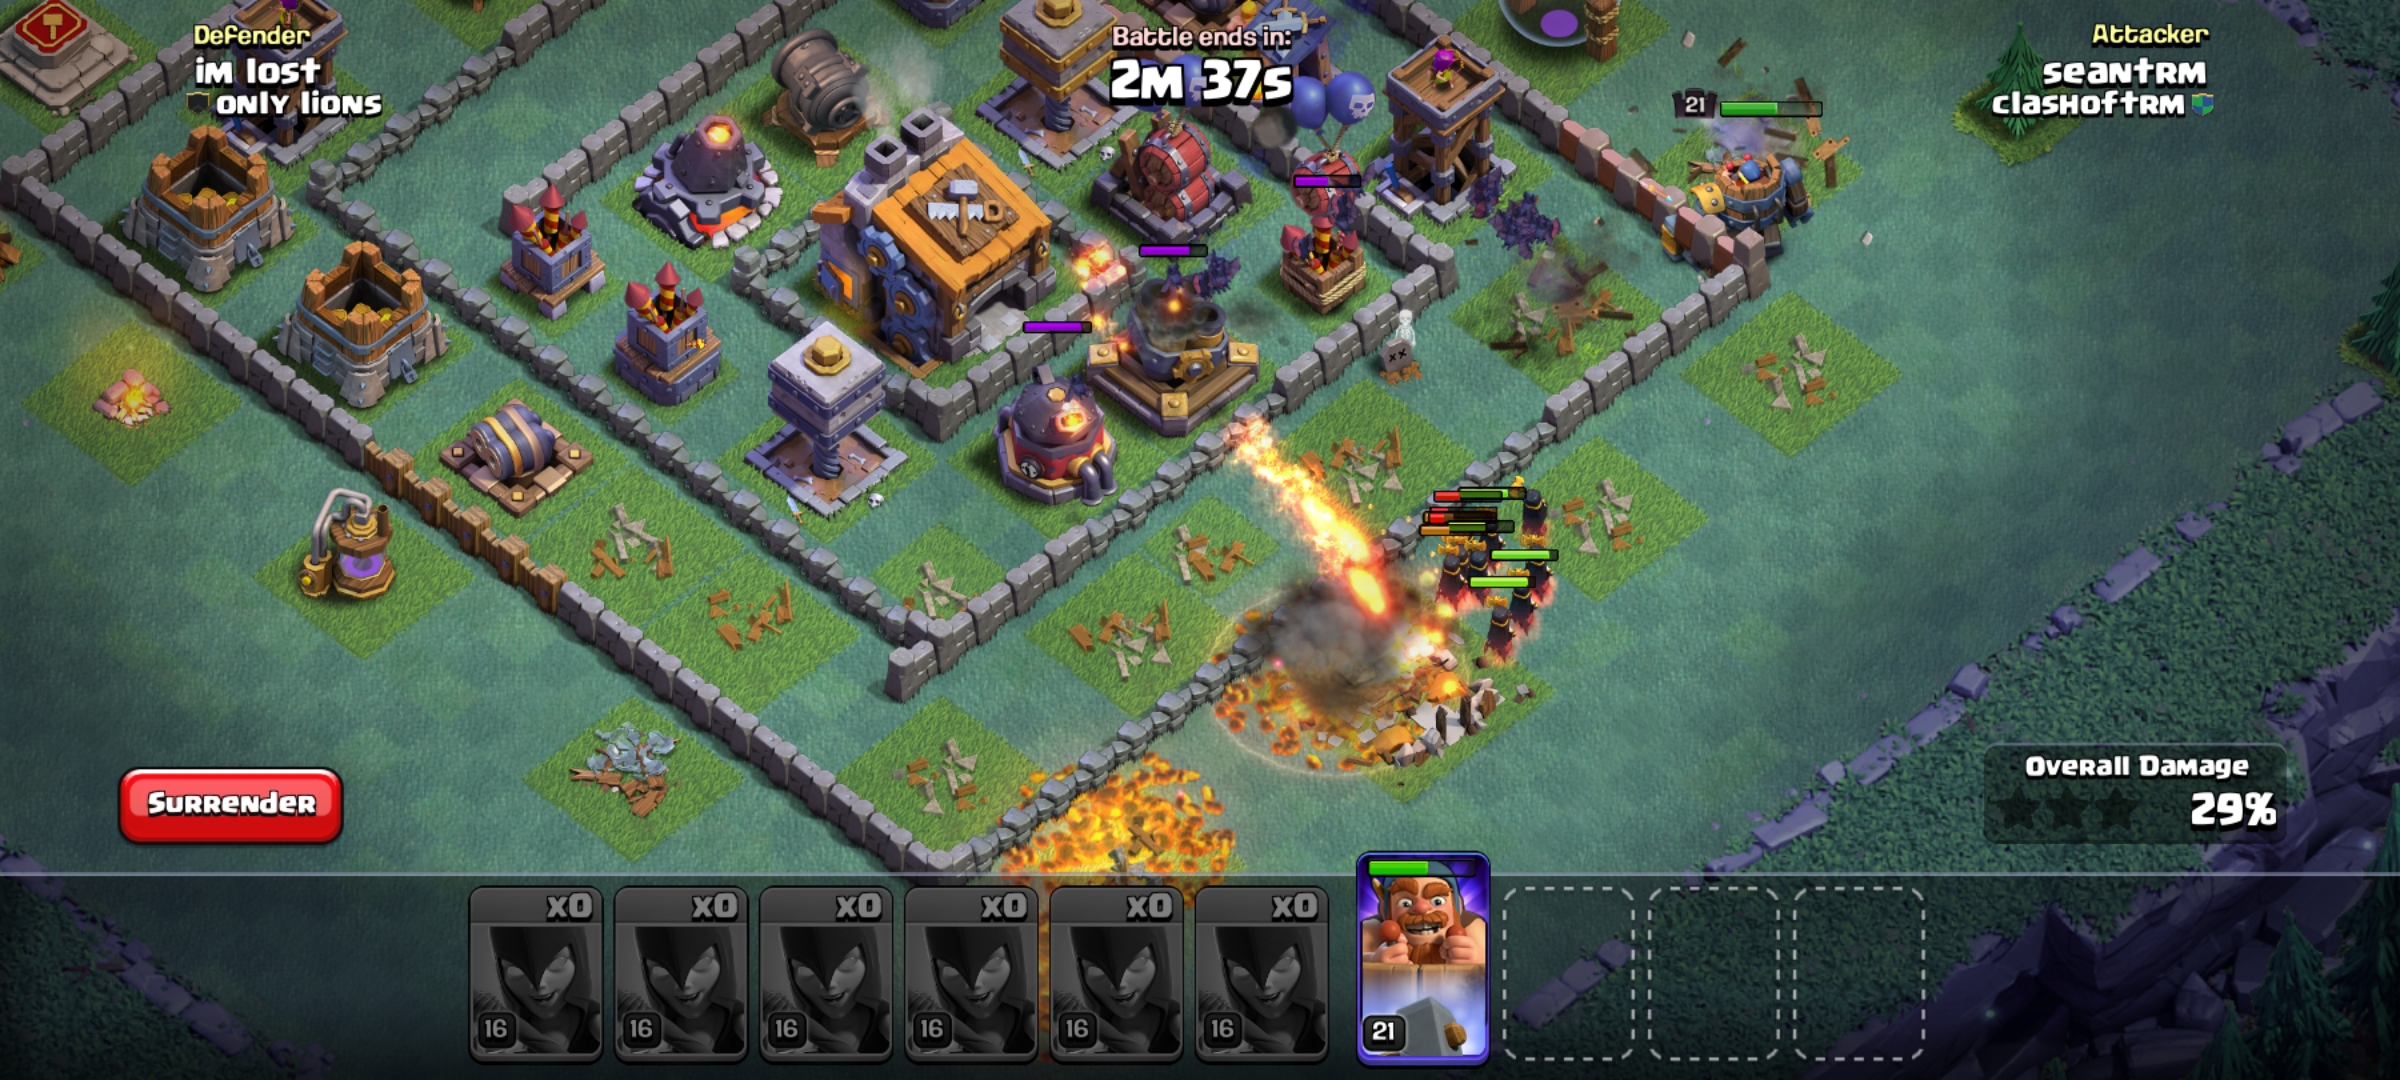 Defender
im lost
only lions
Battle ends in:
2m 37s
Attacker
seantrm
clashoftrm
21
Surrender
Overall Damage
29%
x0
x0
x0
x0
x0
x0
16
16
16
16
16
16
21